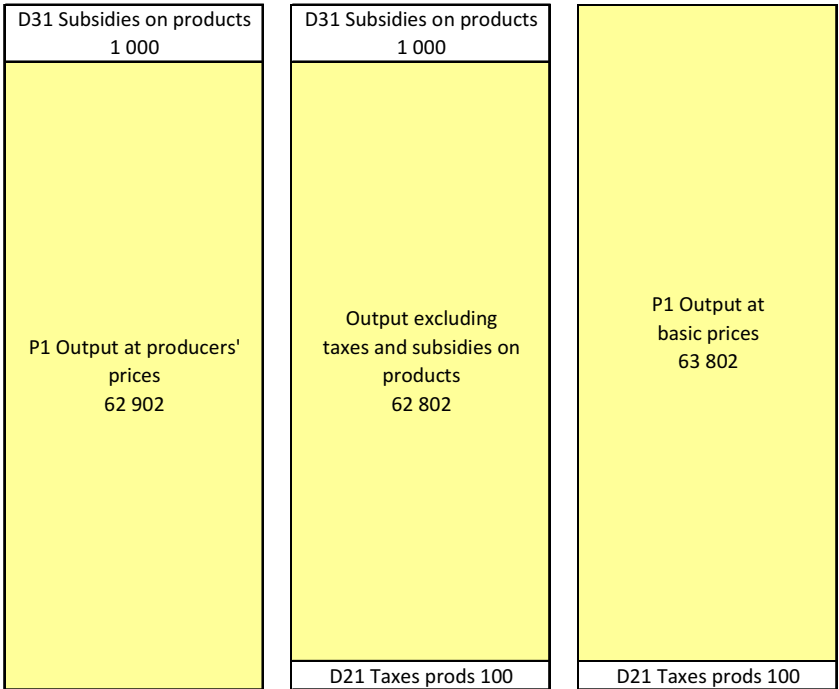 D31 Subsidies on products
1 000
P1 Output at producers'
prices
62 902
D31 Subsidies on products
1 000
Output excluding
taxes and subsidies on
products
62 802
D21 Taxes prods 100
P1 Output at
basic prices
63 802
D21 Taxes prods 100